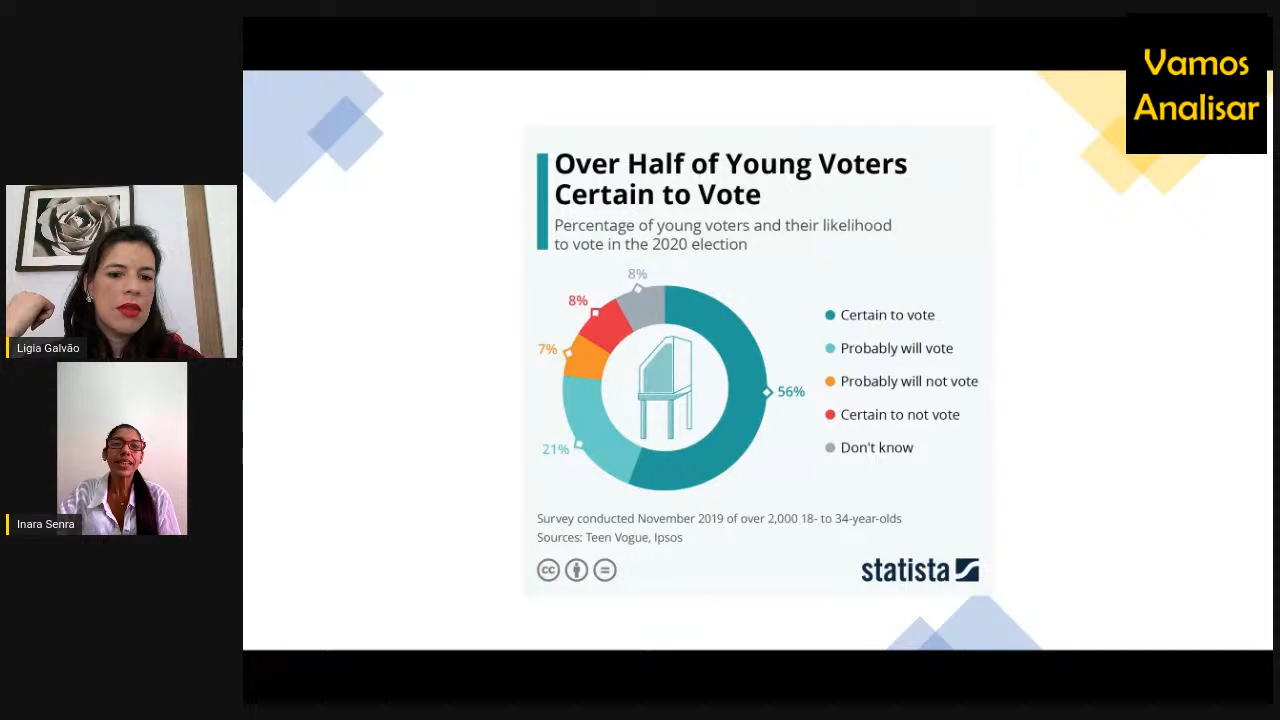 Vamos
Analisar
Over Half of Young Voters
Certain to Vote
Percentage of young voters and their likelihood
to vote in the 2020 election
8%
8%
7%
21%
56%
Certain to vote
Probably will vote
Probably will not vote
Certain to not vote
Don't know
Survey conducted November 2019 of over 2,000 18- to 34-year-olds
Sources: Teen Vogue, Ipsos
cc
statista
Ligia Galvão
Inara Senra